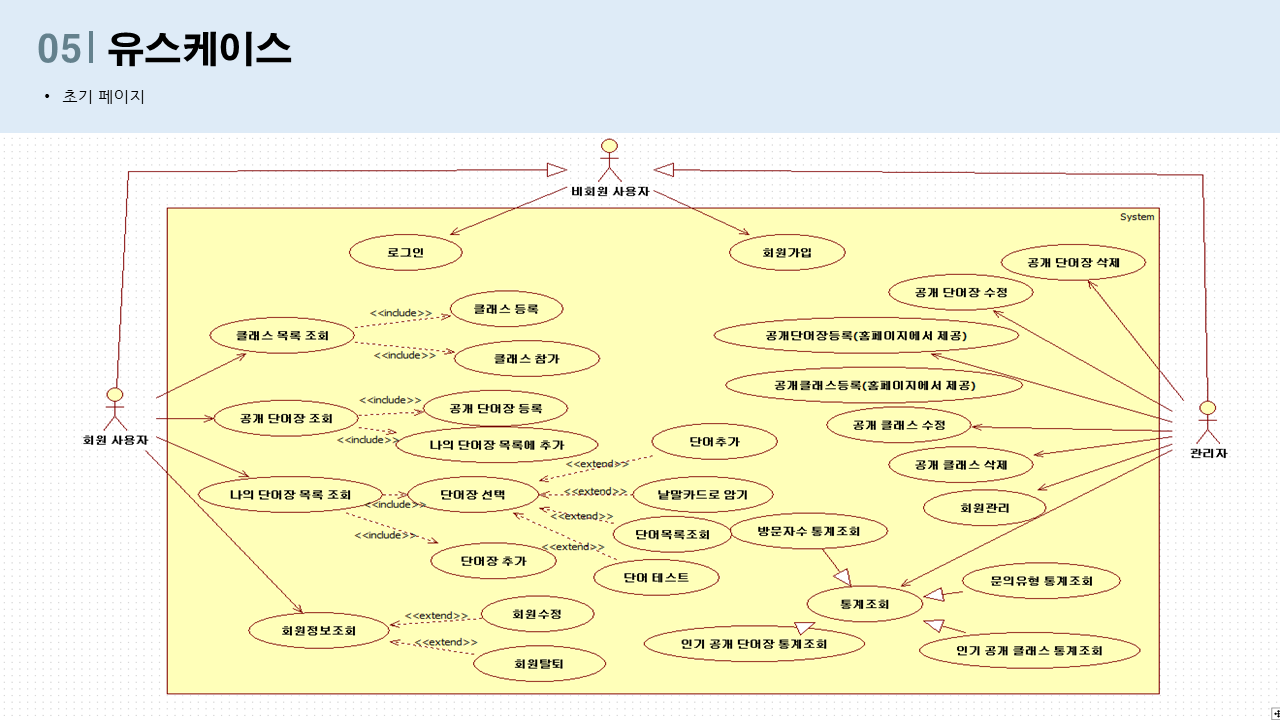 05| 유스케이스
• 초기 페이지
비회원 사용자
System
로그인
회원가입
공개 단어장 삭제
공개 단어장 수정
클래스 등록
<<include>>
클래스 목록 조회
공개단어장등록(홈페이지에서 제공)
<<include>>
클래스 참가
공개클래스등록(홈페이지에서 제공)
<<include>>
공개 단어장 등록
공개 단어장 조회
공개 클래스 수정
회원 사용자
<<include>>
나의 단어장 목록에 추가
단어추가
관리자
<<extend>>
공개 클래스 삭제
나의 단어장 목록 조회
<<include>>
단어장 선택
<<extend>>
낱말카드로 암기
회원관리
<<extend>>
단어목록조회
방문자수 통계조회
<<include>>
<<extend>>
단어장 추가
단어 테스트
문의유형 통계조회
통계조회
<<extend>>
회원수정
회원정보조회
<<extend>>
회원탈퇴
인기 공개 단어장 통계조회
인기 공개 클래스 통계조회